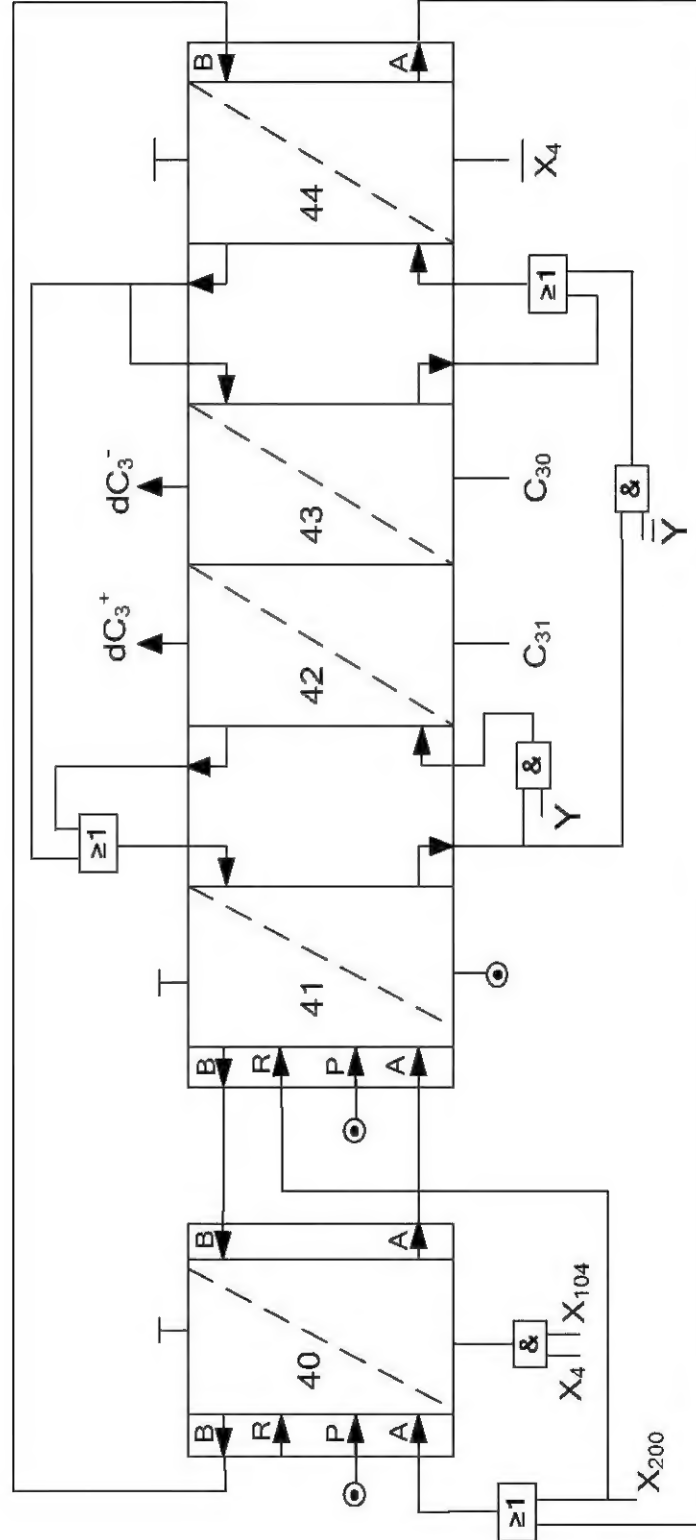 B
A
44
X₄
≥1
dC₃⁻
43
C₃₀
&
Y
dC₃⁺
42
C₃₁
&
Y
≥1
41
B
R
P
A
B
A
40
&
X₄
X₁₀₄
B
R
P
A
≥1
X₂₀₀